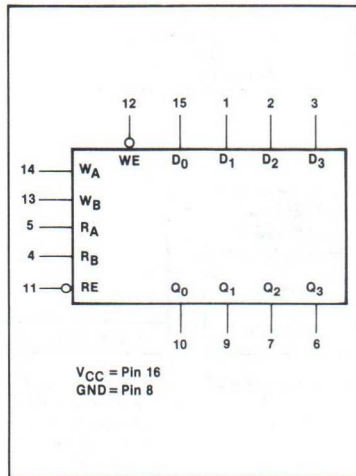 12 15 1 2 3
WE D0 D1 D2 D3
14 WA
13 WB
5 RA
4 RB
11 RE Q0 Q1 Q2 Q3
10 9 7 6
VCC = Pin 16
GND = Pin 8